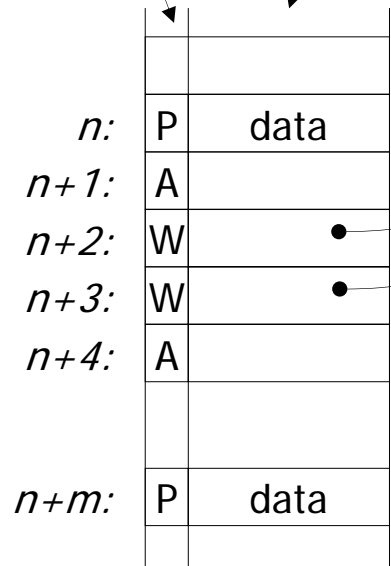 n: P data
n+1: A
n+2: W
n+3: W
n+4: A
n+m: P data